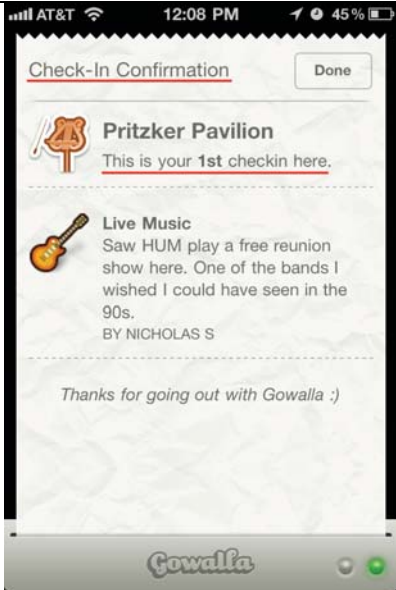 AT&T 12:08 PM 45%
Check-In Confirmation Done
Pritzker Pavilion
This is your 1st checkin here.
Live Music
Saw HUM play a free reunion
show here. One of the bands I
wished I could have seen in the
90s.
BY NICHOLAS S
Thanks for going out with Gowalla :)
Gowalla